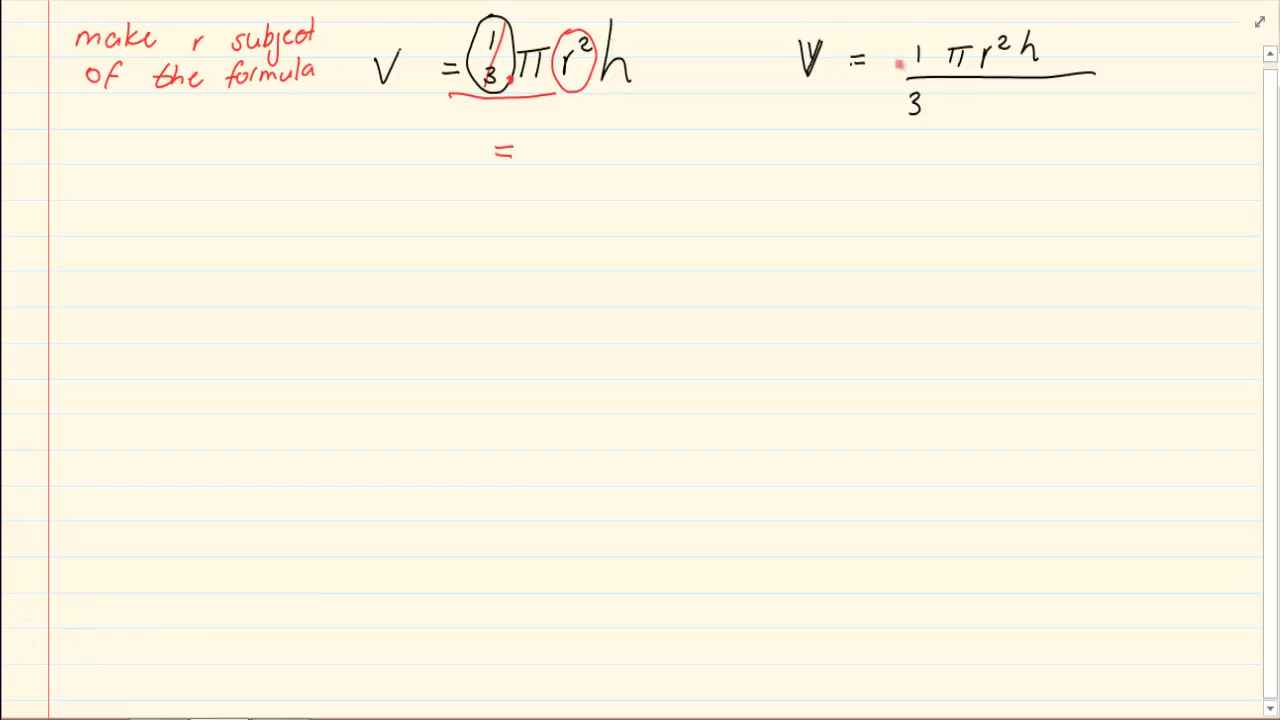 make r subject
of the formula
V = 1/3 π r² h
=
V = 1 π r² h
3